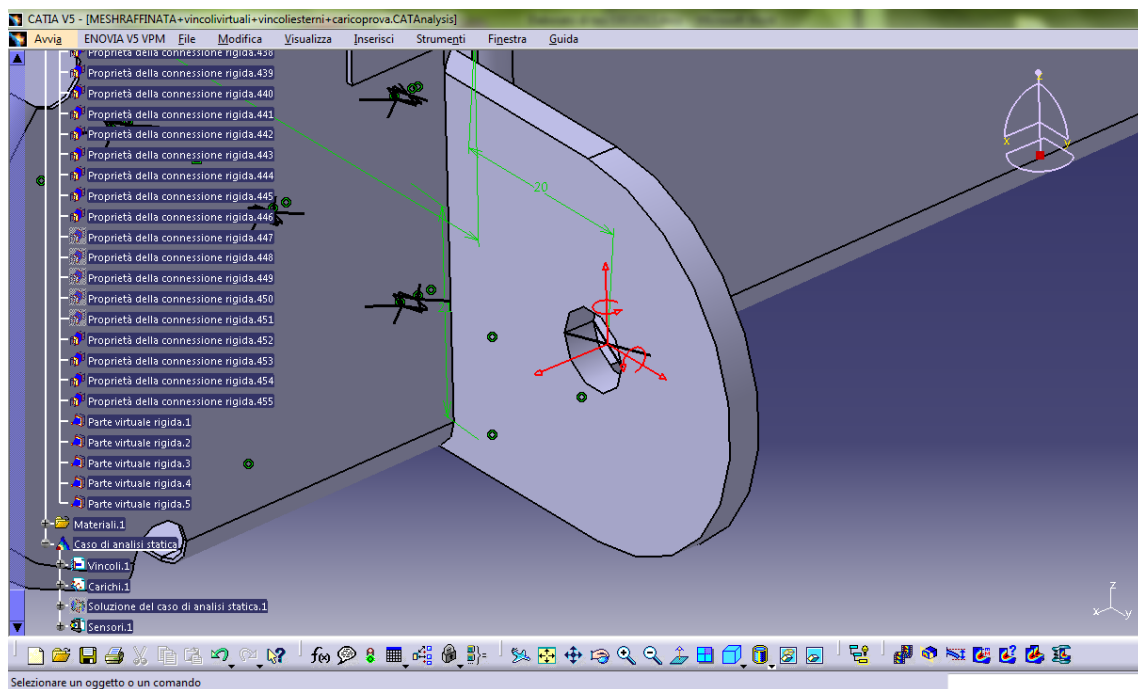 CATIA V5 - [MESHRAFFINATA+vincolivirtuali+vincoliesterni+caricoprova.CATAnalysis]
Avvia ENOVIA V5 VPM File Modifica Visualizza Inserisci Strumenti Finestra Guida
Proprietà della connessione rigida.438
Proprietà della connessione rigida.439
Proprietà della connessione rigida.440
Proprietà della connessione rigida.441
Proprietà della connessione rigida.442
Proprietà della connessione rigida.443
Proprietà della connessione rigida.444
Proprietà della connessione rigida.445
Proprietà della connessione rigida.446
Proprietà della connessione rigida.447
Proprietà della connessione rigida.448
Proprietà della connessione rigida.449
Proprietà della connessione rigida.450
Proprietà della connessione rigida.451
Proprietà della connessione rigida.452
Proprietà della connessione rigida.453
Proprietà della connessione rigida.454
Proprietà della connessione rigida.455
Parte virtuale rigida.1
Parte virtuale rigida.2
Parte virtuale rigida.3
Parte virtuale rigida.4
Parte virtuale rigida.5
Materiali.1
Caso di analisi statica
Vincoli.1
Carichi.1
Soluzione del caso di analisi statica.1
Sensori.1
20
z
x y
z
x y
f(x)
Selezionare un oggetto o un comando